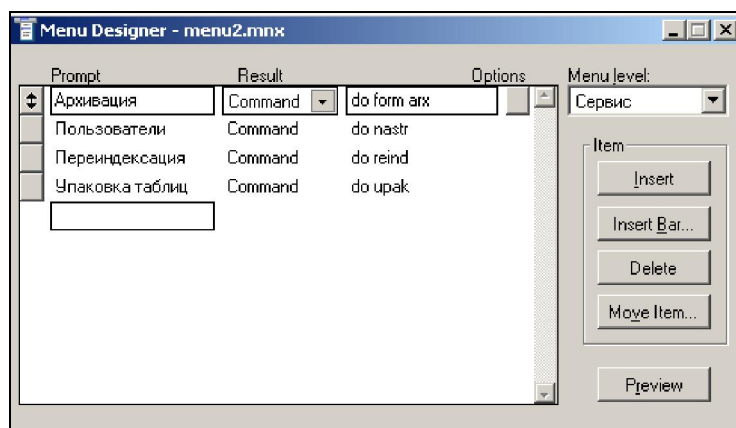 Menu Designer - menu2.mnx
Prompt Result Options Menu level:
Архивация Command do form arx Сервис
Пользователи Command do nastr
Переиндексация Command do reind
Упаковка таблиц Command do upak
Item
Insert
Insert Bar...
Delete
Move Item...
Preview